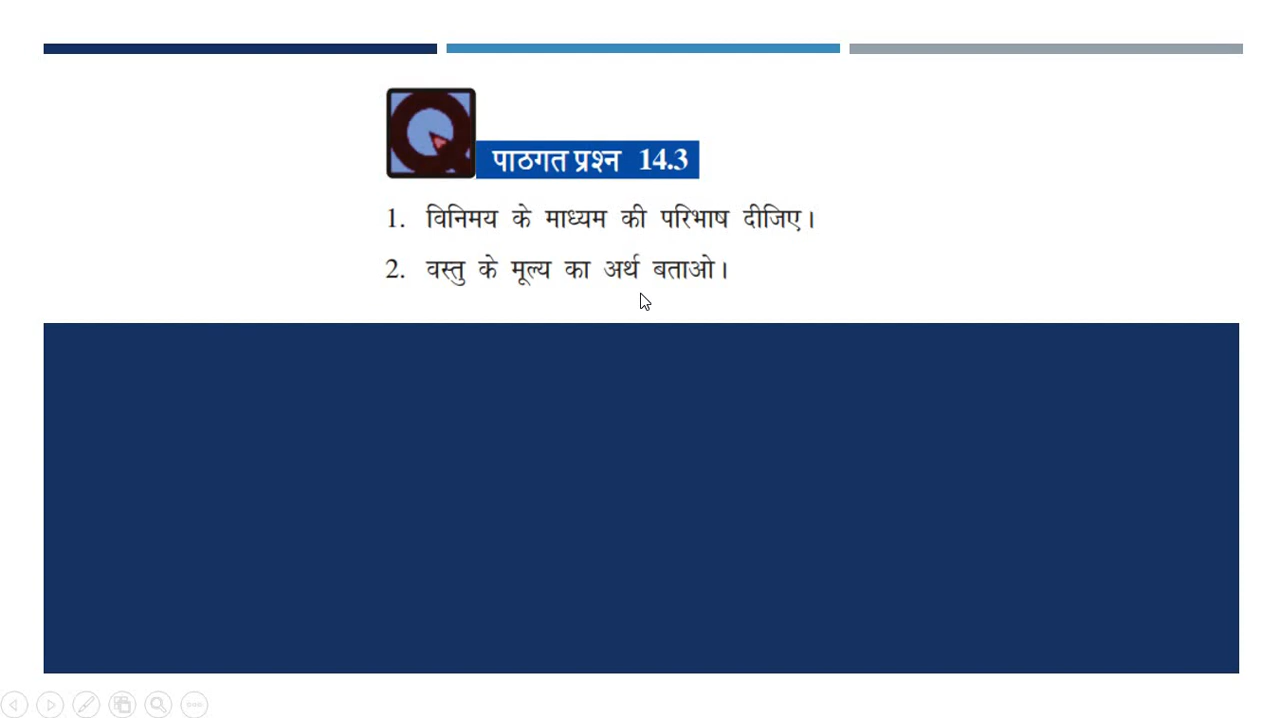 पाठगत प्रश्न 14.3
1. विनिमय के माध्यम की परिभाष दीजिए।
2. वस्तु के मूल्य का अर्थ बताओ।